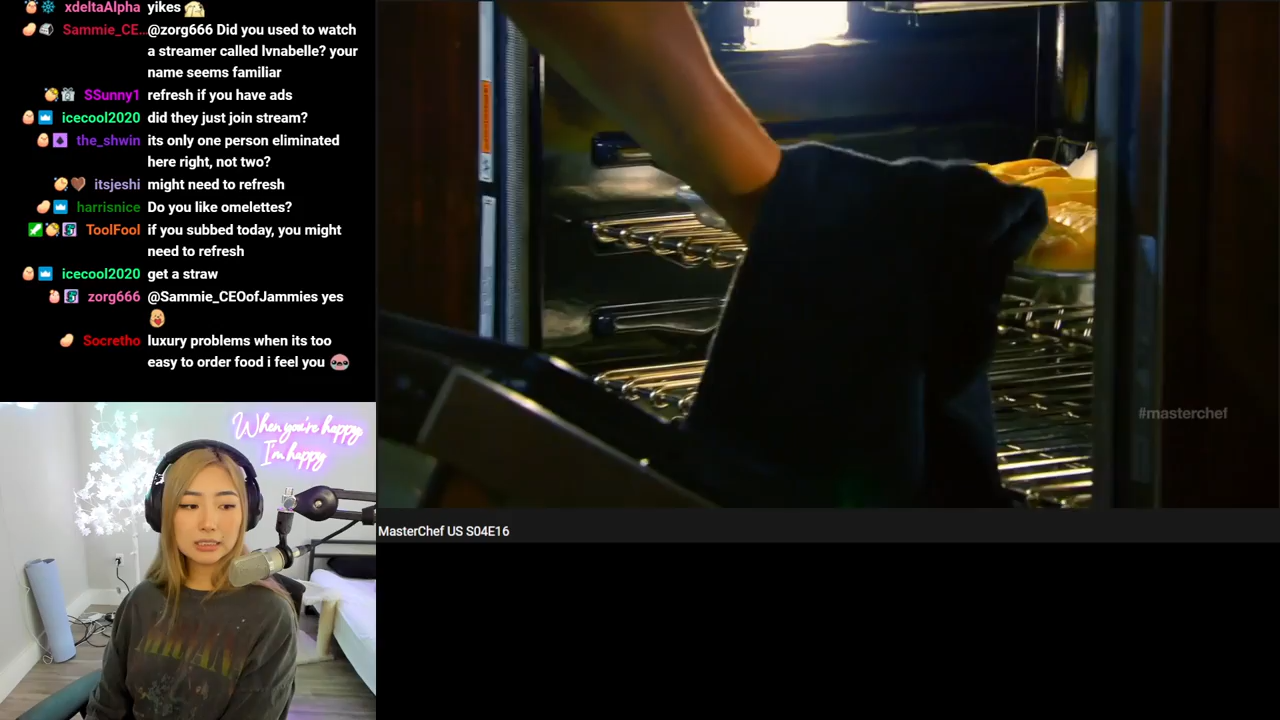 xdeltaAlpha yikes
Sammie_CE... @zorg666 Did you used to watch
a streamer called lvnabelle? your
name seems familiar
SSunny1 refresh if you have ads
icecool2020 did they just join stream?
the_shwin its only one person eliminated
here right, not two?
itsjeshi might need to refresh
harrisnice Do you like omelettes?
ToolFool if you subbed today, you might
need to refresh
icecool2020 get a straw
zorg666 @Sammie_CEOofJammies yes
Socretho luxury problems when its too
easy to order food i feel you
When you're happy
I'm happy
#masterchef
MasterChef US S04E16